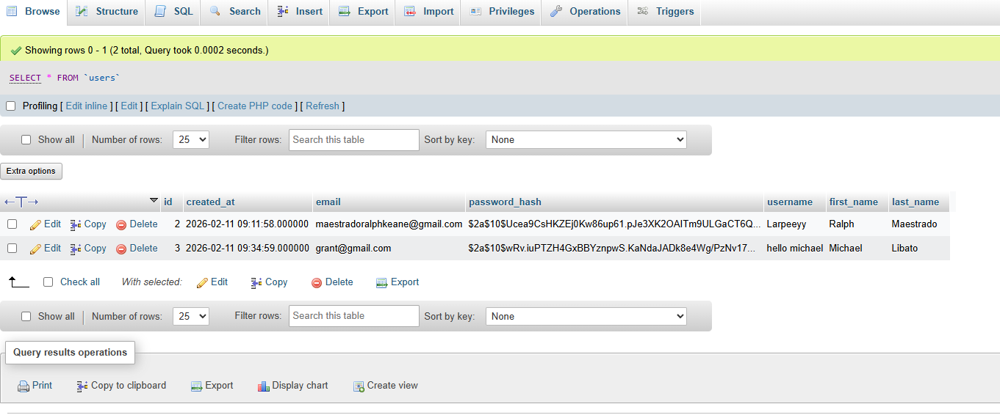 Browse Structure SQL Search Insert Export Import Privileges Operations Triggers
Showing rows 0 - 1 (2 total, Query took 0.0002 seconds.)
SELECT * FROM `users`
Profiling [ Edit inline ] [ Edit ] [ Explain SQL ] [ Create PHP code ] [ Refresh ]
Show all Number of rows: 25 Filter rows: Search this table Sort by key: None
Extra options
id created_at email password_hash username first_name last_name
Edit Copy Delete 2 2026-02-11 09:11:58.000000 maestradoralphkeane@gmail.com $2a$10$Ucea9CsHKZEj0Kw86up61.pJe3XK2OAITm9ULGaCT6Q... Larpeeyy Ralph Maestrado
Edit Copy Delete 3 2026-02-11 09:34:59.000000 grant@gmail.com $2a$10$wRv.iuPTZH4GxBBYznpwS.KaNdaJADk8e4Wg/PzNv17... hello michael Michael Libato
Check all With selected: Edit Copy Delete Export
Show all Number of rows: 25 Filter rows: Search this table Sort by key: None
Query results operations
Print Copy to clipboard Export Display chart Create view